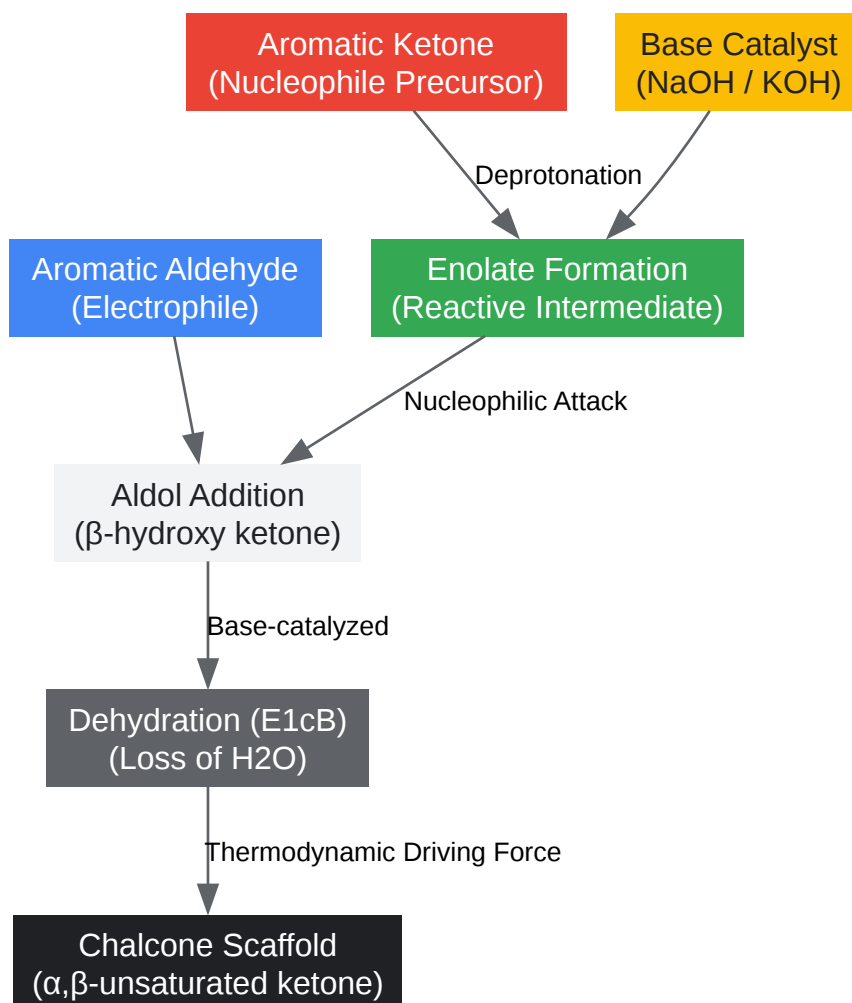 Aromatic Ketone
(Nucleophile Precursor)
Base Catalyst
(NaOH / KOH)
Deprotonation
Aromatic Aldehyde
(Electrophile)
Enolate Formation
(Reactive Intermediate)
Nucleophilic Attack
Aldol Addition
(β-hydroxy ketone)
Base-catalyzed
Dehydration (E1cB)
(Loss of H2O)
Thermodynamic Driving Force
Chalcone Scaffold
(α,β-unsaturated ketone)